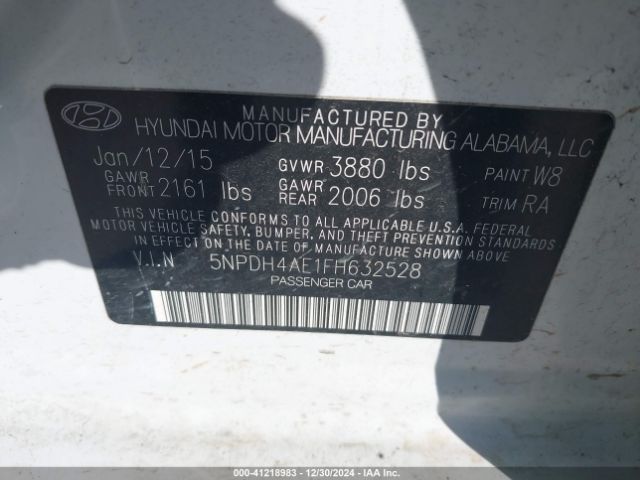 MANUFACTURED BY
HYUNDAI MOTOR MANUFACTURING ALABAMA, LLC
Jan/12/15 GVWR 3880 lbs PAINT W8
GAWR FRONT 2161 lbs GAWR REAR 2006 lbs TRIM RA
THIS VEHICLE CONFORMS TO ALL APPLICABLE U.S.A. FEDERAL
MOTOR VEHICLE SAFETY, BUMPER, AND THEFT PREVENTION STANDARDS
IN EFFECT ON THE DATE OF MANUFACTURE SHOWN ABOVE
V.I.N 5NPDH4AE1FH632528
PASSENGER CAR
000-41218983 - 12/30/2024 - IAA Inc.